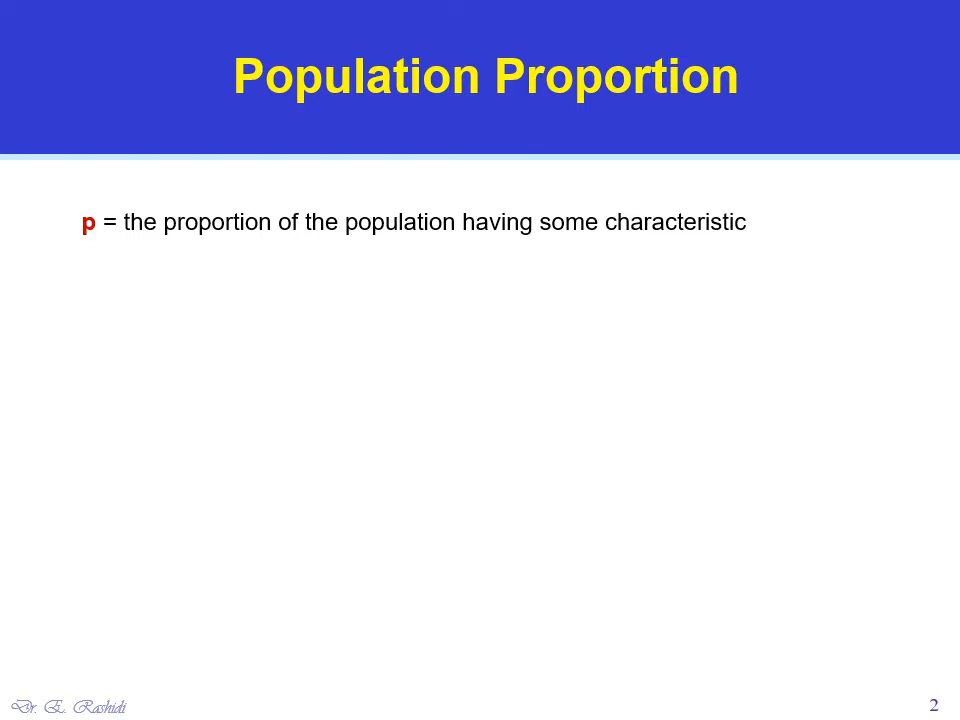 Population Proportion
p = the proportion of the population having some characteristic
Dr. E. Rashidi
2